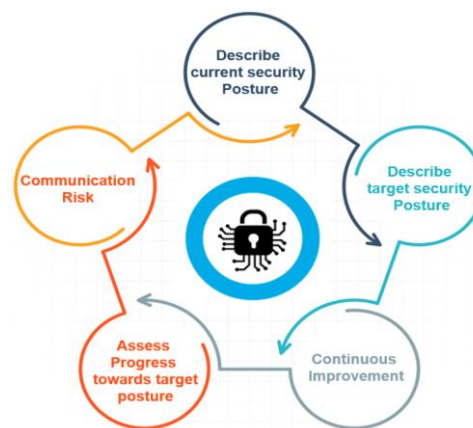 Describe
current security
Posture
Describe
target security
Posture
Continuous
Improvement
Assess
Progress
towards target
posture
Communication
Risk